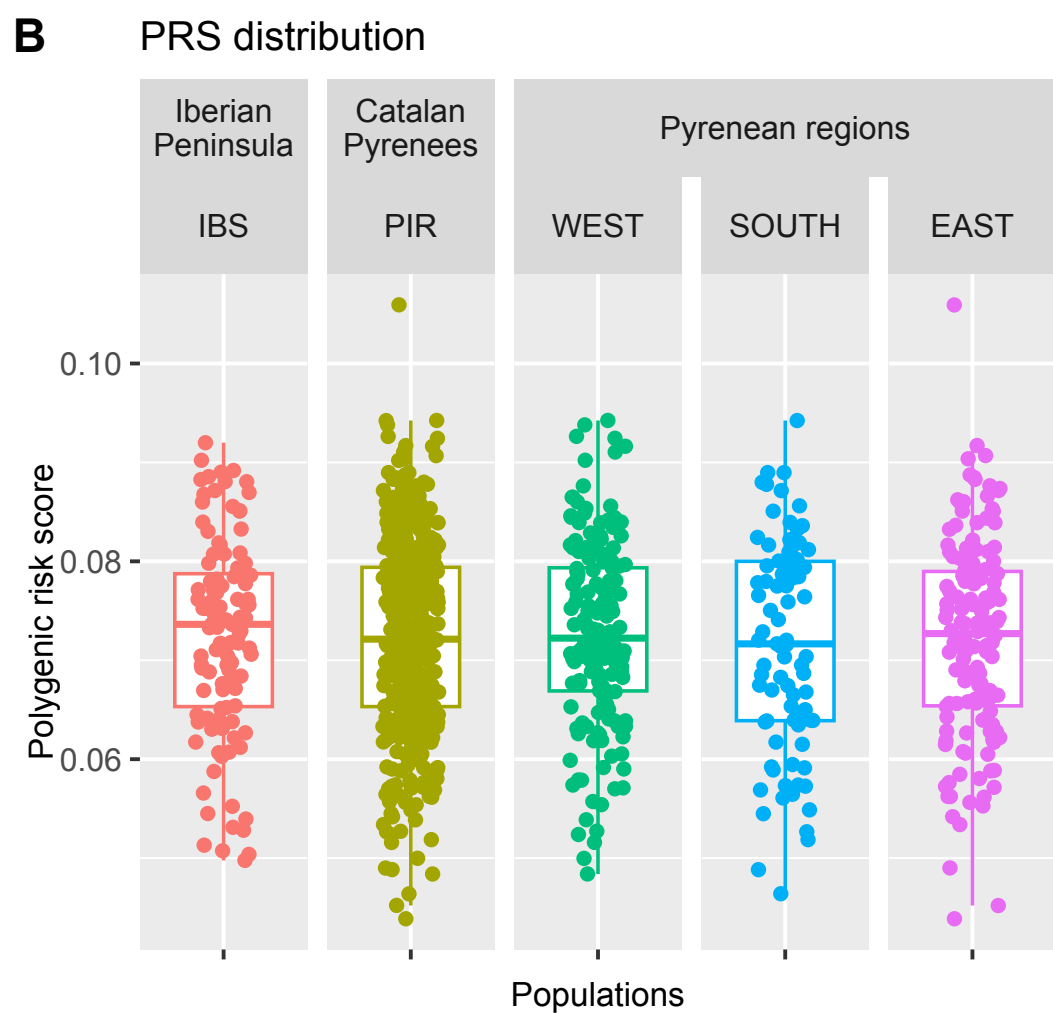 B PRS distribution
Iberian
Peninsula
Catalan
Pyrenees
Pyrenean regions
IBS
PIR
WEST
SOUTH
EAST
Polygenic risk score
0.10
0.08
0.06
Populations